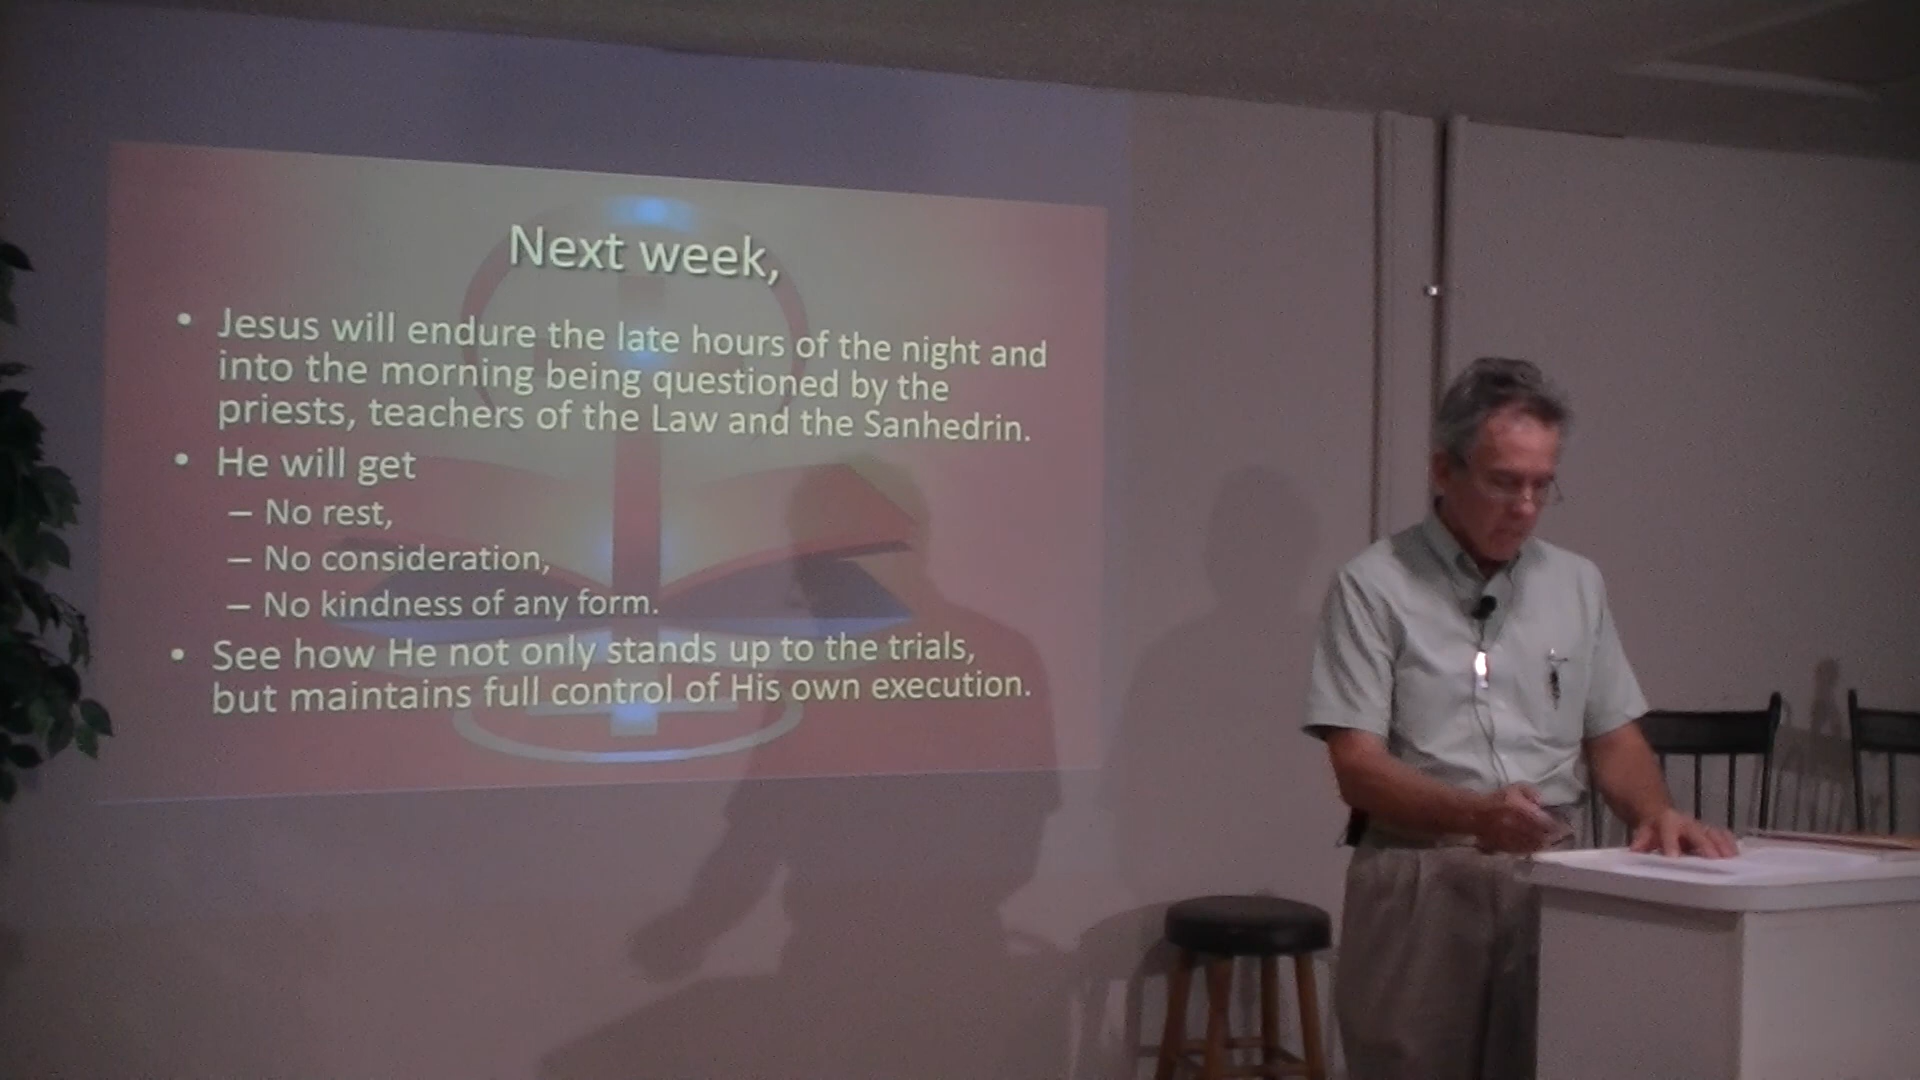 Next week,
• Jesus will endure the late hours of the night and
into the morning being questioned by the
priests, teachers of the Law and the Sanhedrin.
• He will get
– No rest,
– No consideration,
– No kindness of any form.
• See how He not only stands up to the trials,
but maintains full control of His own execution.